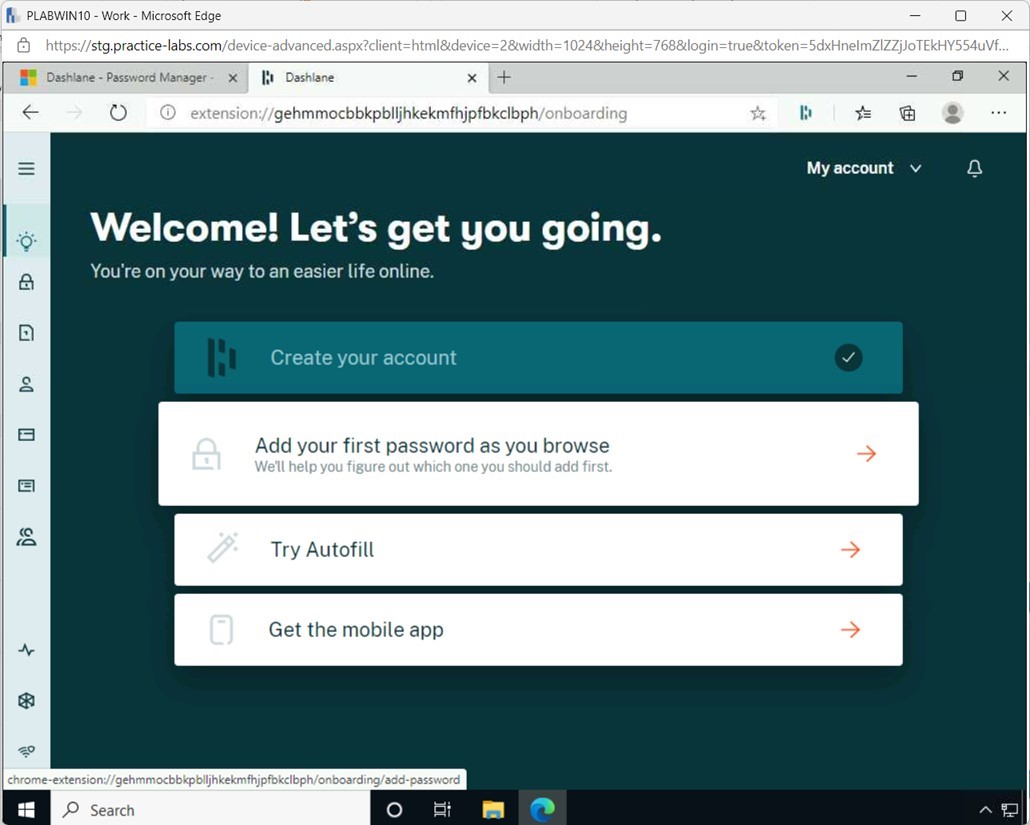 PLABWIN10 - Work - Microsoft Edge
https://stg.practice-labs.com/device-advanced.aspx?client=html&device=2&width=1024&height=768&login=true&token=5dxHneImZlZZjJoTEkHY554uVf...
Dashlane - Password Manager -
Dashlane
extension://gehmmocbbkpblljhkekmfhjpfbkclbph/onboarding
My account
Welcome! Let's get you going.
You're on your way to an easier life online.
Create your account
Add your first password as you browse
We'll help you figure out which one you should add first.
Try Autofill
Get the mobile app
chrome-extension://gehmmocbbkpblljhkekmfhjpfbkclbph/onboarding/add-password
Search